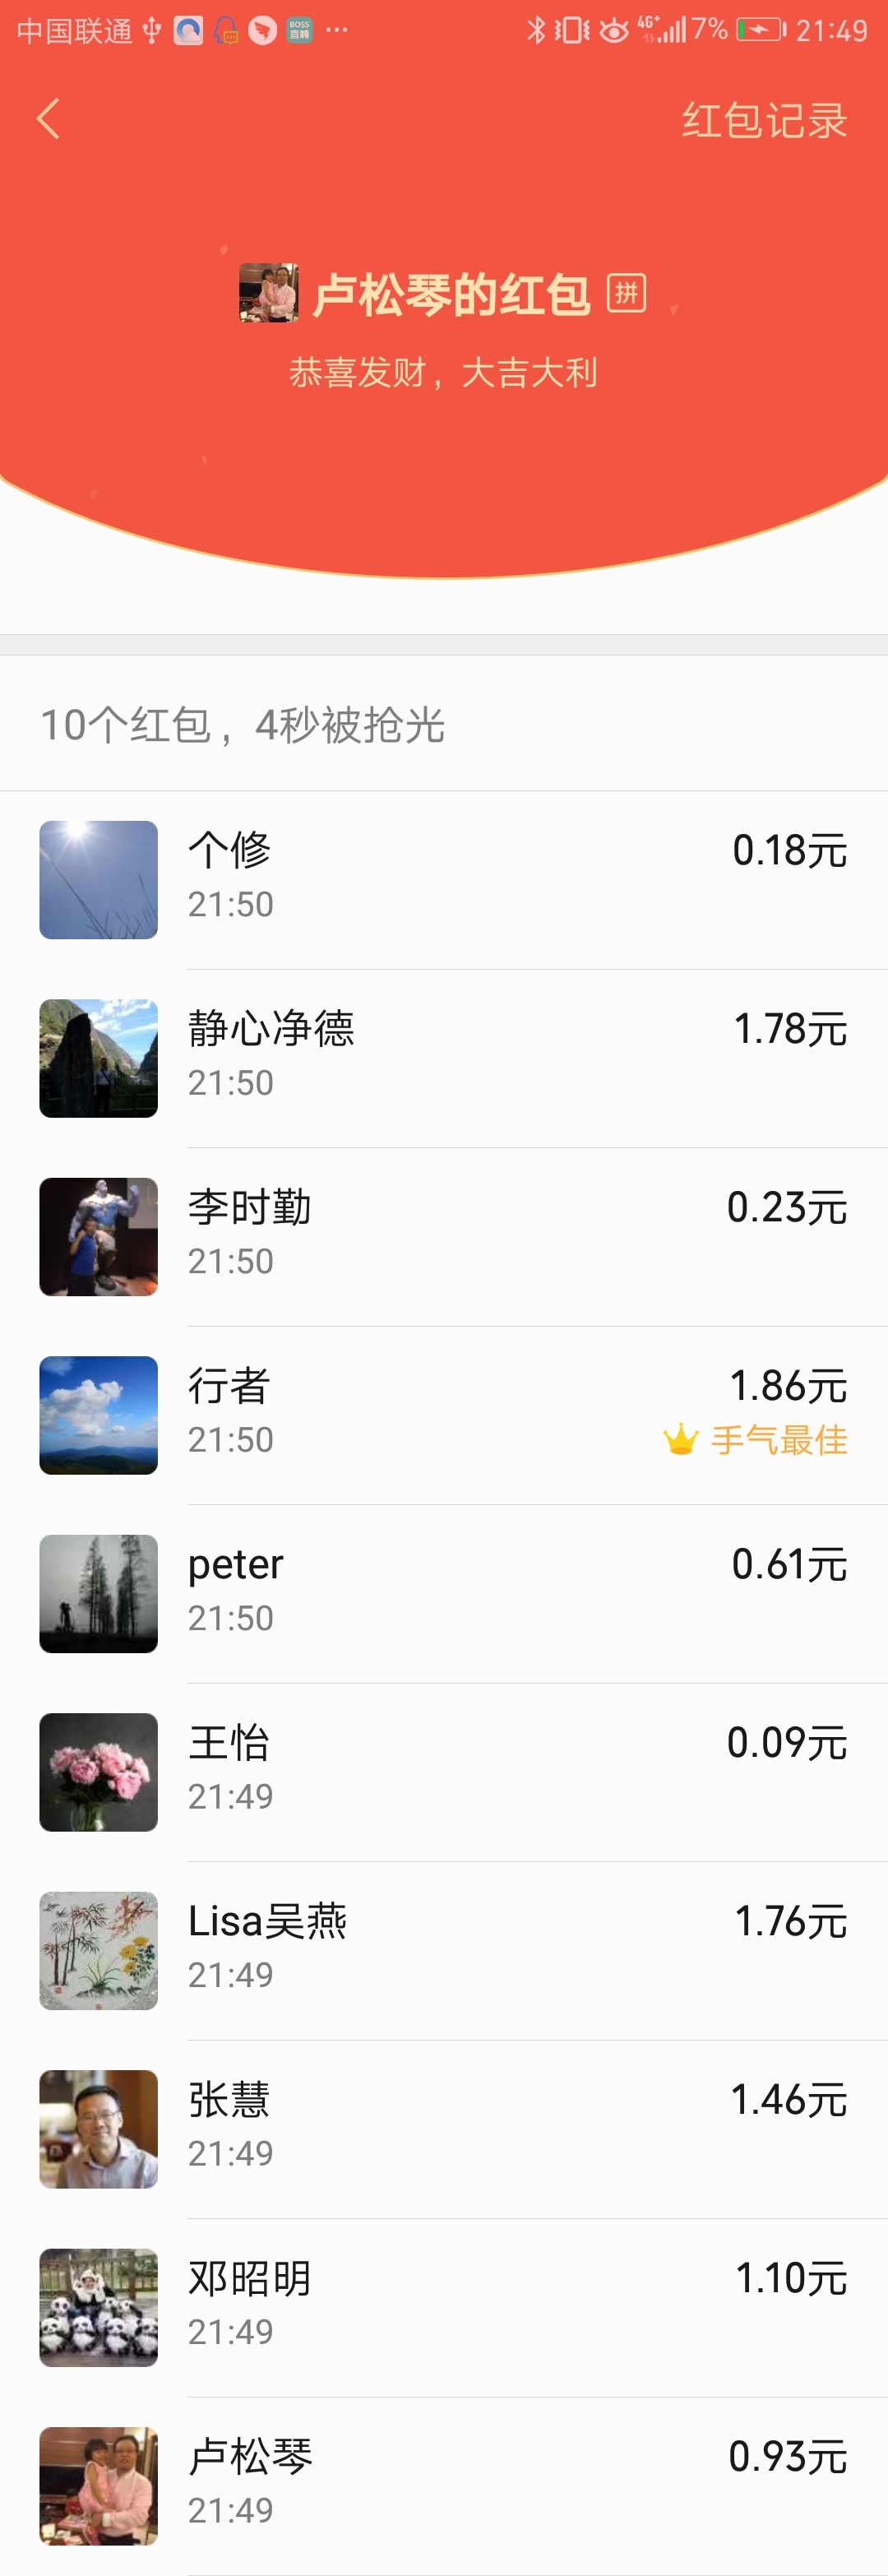 中国联通 BOSS直聘 ··· 4G+ 7% 21:49
红包记录
卢松琴的红包 拼
恭喜发财，大吉大利
10个红包，4秒被抢光
个修 0.18元
21:50
静心净德 1.78元
21:50
李时勤 0.23元
21:50
行者 1.86元
21:50 手气最佳
peter 0.61元
21:50
王怡 0.09元
21:49
Lisa吴燕 1.76元
21:49
张慧 1.46元
21:49
邓昭明 1.10元
21:49
卢松琴 0.93元
21:49